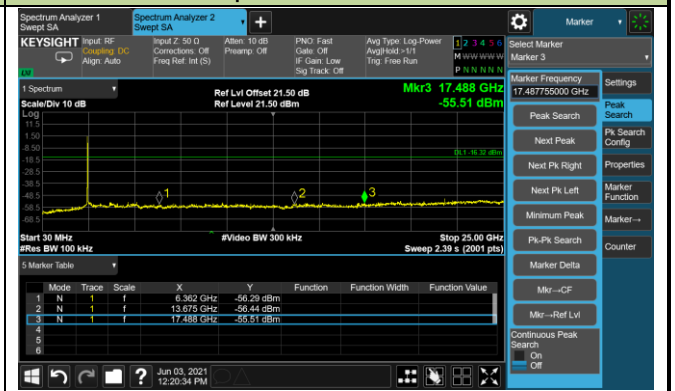 Spectrum Analyzer 1
Swept SA
Spectrum Analyzer 2
Swept SA
+
Marker
KEYSIGHT
Input: RF
Coupling: DC
Align: Auto
Input Z: 50 Ω
Corrections: Off
Freq Ref: Int (S)
Atten: 10 dB
Preamp: Off
PNO: Fast
Gate: Off
IF Gain: Low
Sig Track: Off
Avg Type: Log-Power
Avg|Hold:>1/1
Trig: Free Run
1 2 3 4 5 6
M W W W W W
P N N N N N
LXI
Select Marker
Marker 3
Marker Frequency
17.487755000 GHz
Settings
Peak Search
Peak
Search
Next Peak
Pk Search
Config
Next Pk Right
Properties
Next Pk Left
Marker
Function
Minimum Peak
Marker→
Pk-Pk Search
Counter
Marker Delta
Mkr→CF
Mkr→Ref Lvl
Continuous Peak
Search
On
Off
1 Spectrum
Scale/Div 10 dB
Ref Lvl Offset 21.50 dB
Ref Level 21.50 dBm
Mkr3 17.488 GHz
-55.51 dBm
Log
11.5
1.50
-8.50
-18.5
-28.5
-38.5
-48.5
-58.5
-68.5
DL1 -16.32 dBm
1
2
3
Start 30 MHz
#Res BW 100 kHz
#Video BW 300 kHz
Stop 25.00 GHz
Sweep 2.39 s (2001 pts)
5 Marker Table
Mode Trace Scale X Y Function Function Width Function Value
1 N 1 f 6.362 GHz -56.29 dBm
2 N 1 f 13.675 GHz -56.44 dBm
3 N 1 f 17.488 GHz -55.51 dBm
4
5
6
?
Jun 03, 2021
12:20:34 PM